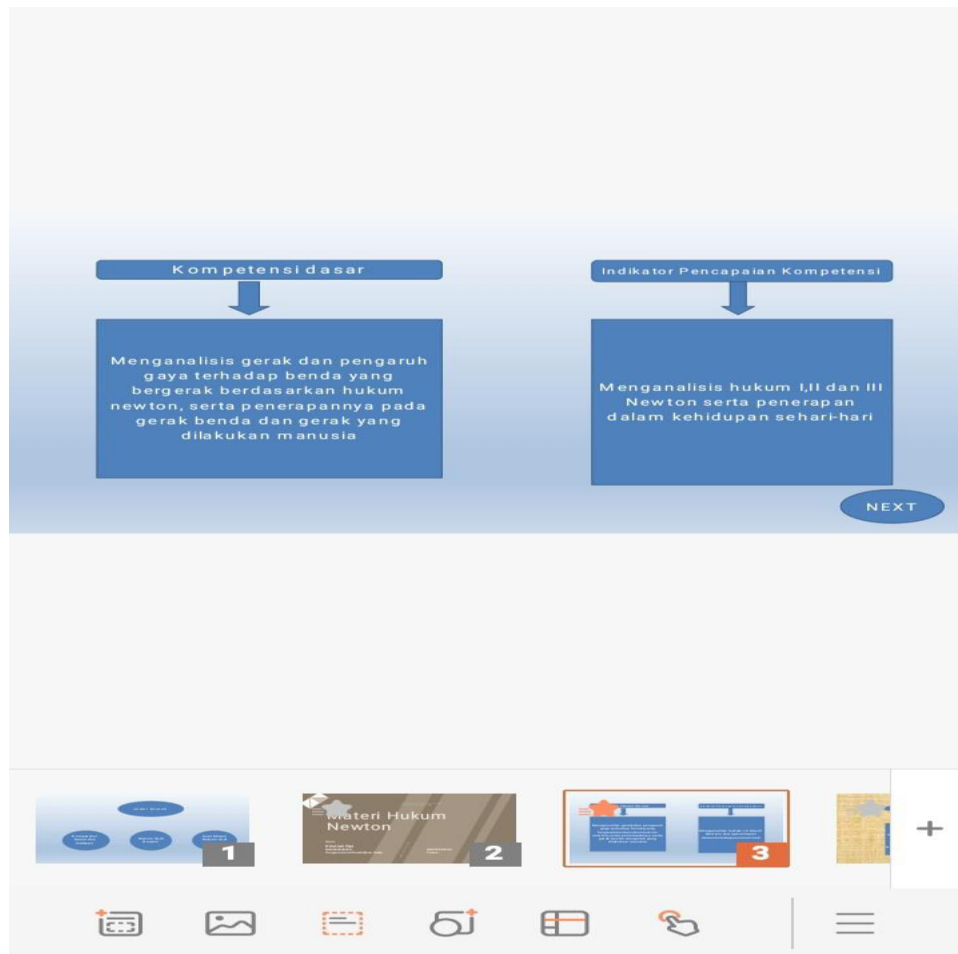 Kompetensi dasar
Menganalisis gerak dan pengaruh
gaya terhadap benda yang
bergerak berdasarkan hukum
newton, serta penerapannya pada
gerak benda dan gerak yang
dilakukan manusia
Indikator Pencapaian Kompetensi
Menganalisis hukum I,II dan III
Newton serta penerapan
dalam kehidupan sehari-hari
NEXT
1
Materi Hukum
Newton
2
3